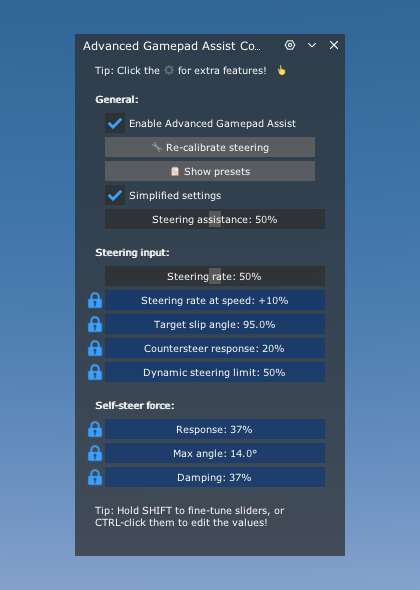 Advanced Gamepad Assist Co…
Tip: Click the for extra features!
General:
Enable Advanced Gamepad Assist
Re-calibrate steering
Show presets
Simplified settings
Steering assistance: 50%
Steering input:
Steering rate: 50%
Steering rate at speed: +10%
Target slip angle: 95.0%
Countersteer response: 20%
Dynamic steering limit: 50%
Self-steer force:
Response: 37%
Max angle: 14.0°
Damping: 37%
Tip: Hold SHIFT to fine-tune sliders, or
CTRL-click them to edit the values!